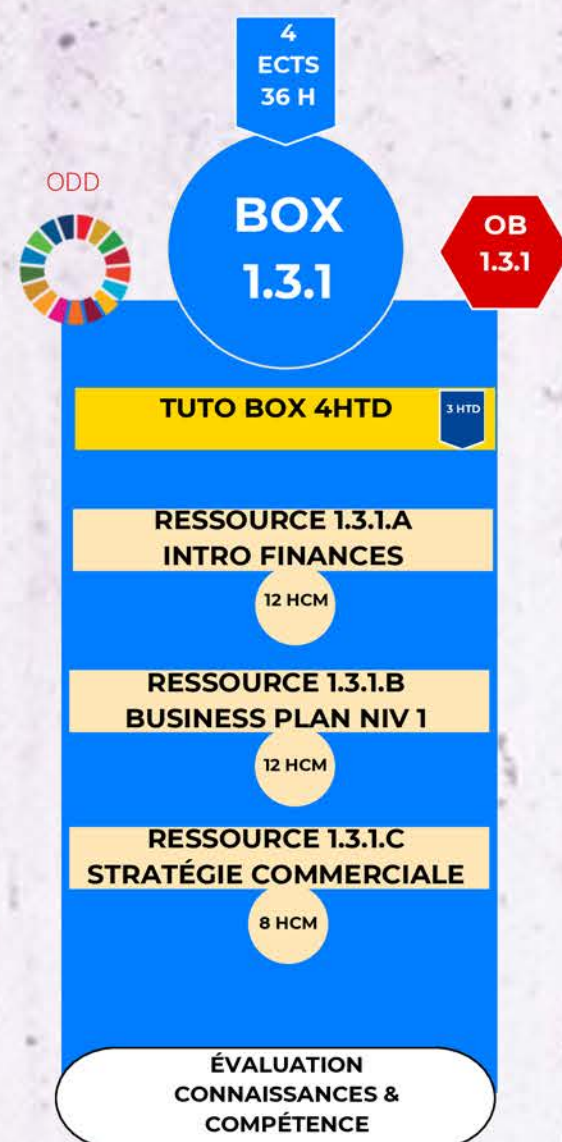 4
ECTS
36 H
ODD
BOX
1.3.1
OB
1.3.1
TUTO BOX 4HTD
3 HTD
RESSOURCE 1.3.1.A
INTRO FINANCES
12 HCM
RESSOURCE 1.3.1.B
BUSINESS PLAN NIV 1
12 HCM
RESSOURCE 1.3.1.C
STRATÉGIE COMMERCIALE
8 HCM
ÉVALUATION
CONNAISSANCES &
COMPÉTENCE